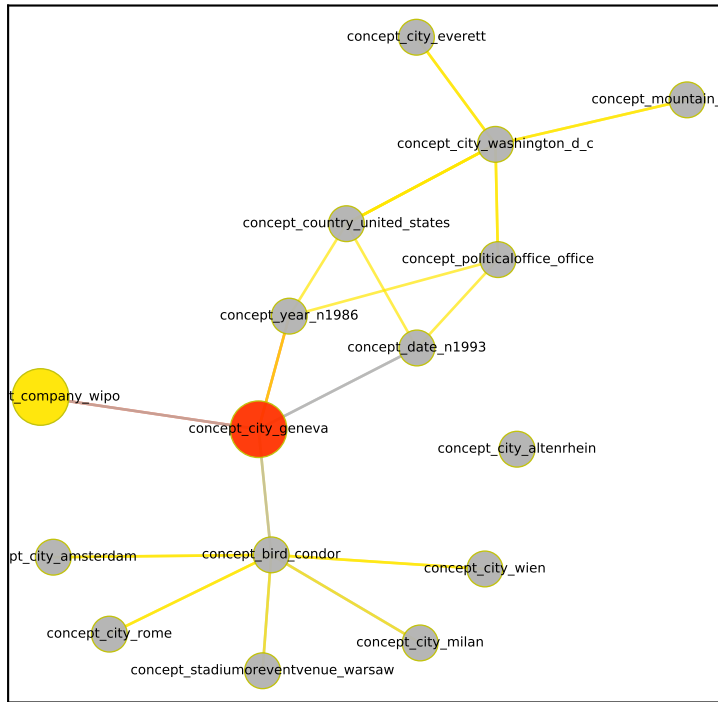 concept_city_everett
concept_mountain_
concept_city_washington_d_c
concept_country_united_states
concept_politicaloffice_office
concept_year_n1986
concept_date_n1993
t_company_wipo
concept_city_geneva
concept_city_altenrhein
pt_city_amsterdam
concept_bird_condor
concept_city_wien
concept_city_rome
concept_city_milan
concept_stadiumoreventvenue_warsaw